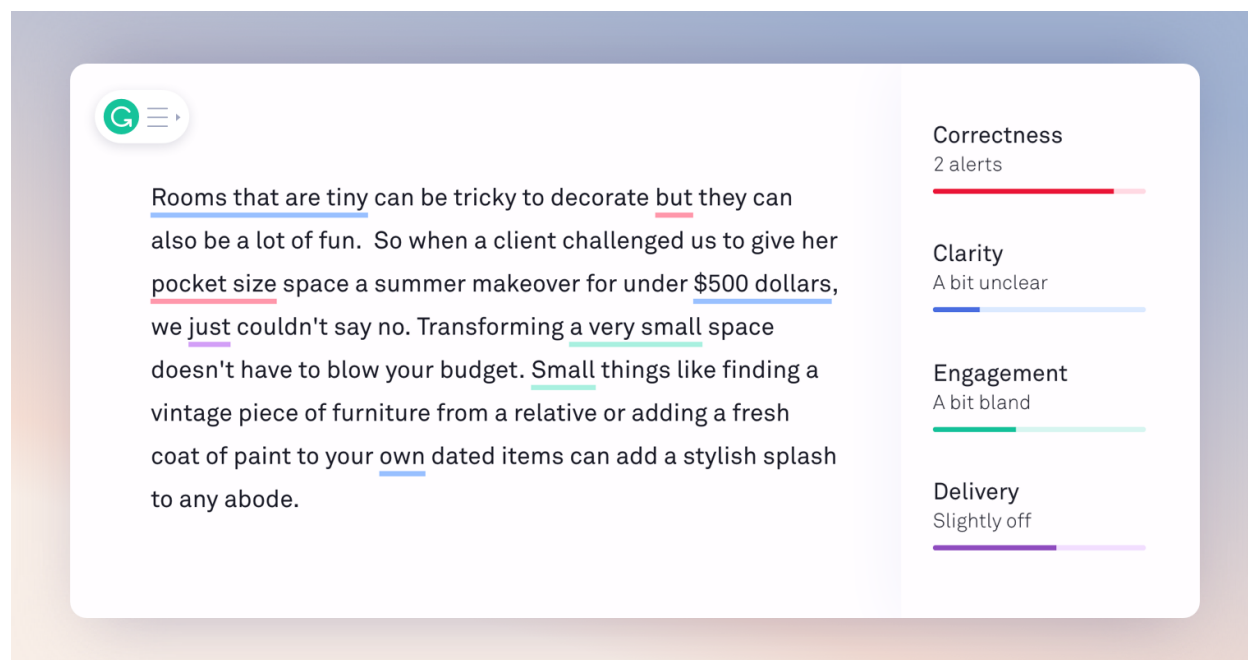 Rooms that are tiny can be tricky to decorate but they can
also be a lot of fun.  So when a client challenged us to give her
pocket size space a summer makeover for under $500 dollars,
we just couldn't say no. Transforming a very small space
doesn't have to blow your budget. Small things like finding a
vintage piece of furniture from a relative or adding a fresh
coat of paint to your own dated items can add a stylish splash
to any abode.
Correctness
2 alerts
Clarity
A bit unclear
Engagement
A bit bland
Delivery
Slightly off